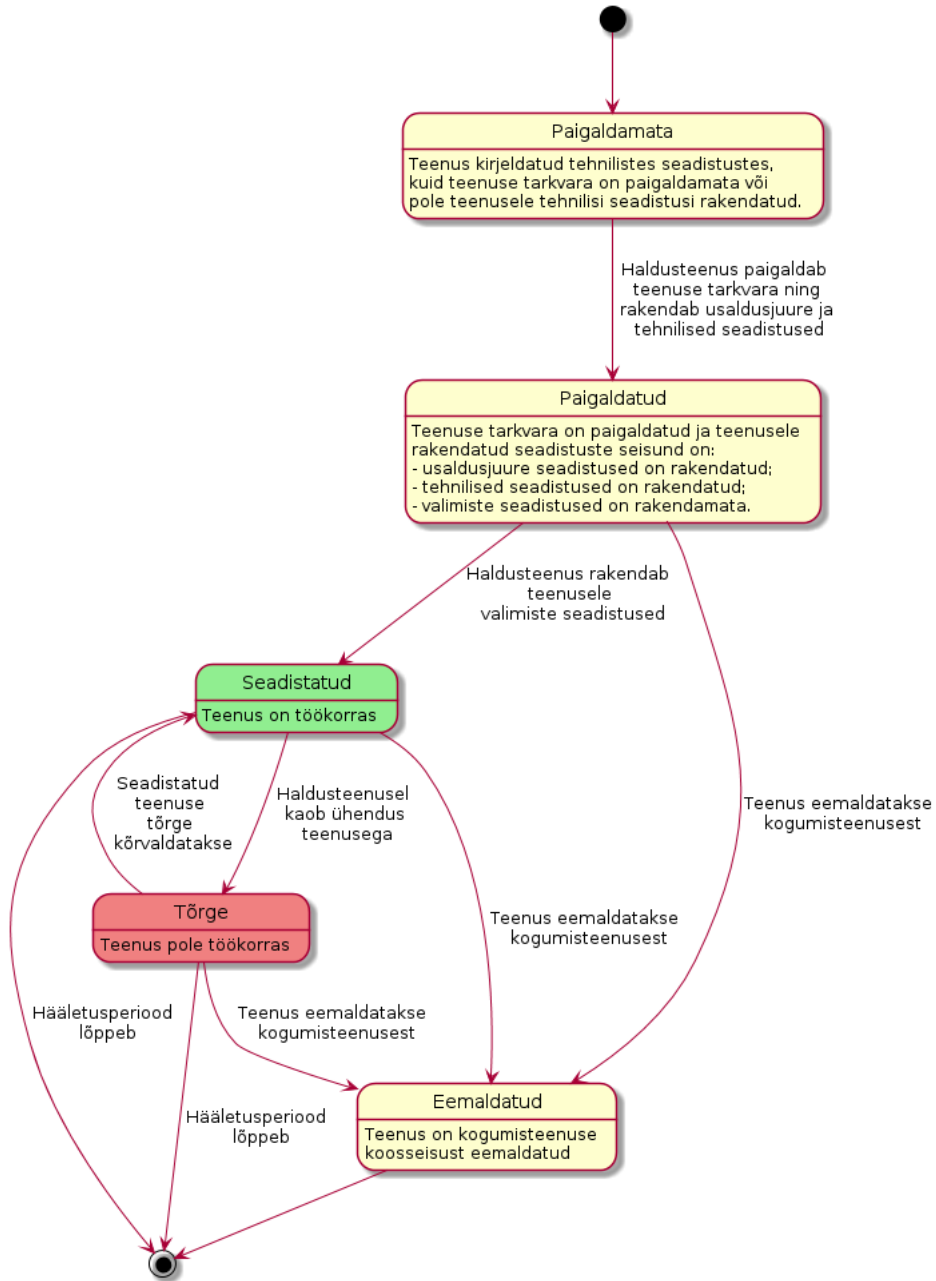 Paigaldamata
Teenus kirjeldatud tehnilistes seadistustes,
kuid teenuse tarkvara on paigaldamata või
pole teenusele tehnilisi seadistusi rakendatud.
Haldusteenus paigaldab
teenuse tarkvara ning
rakendab usaldusjuure ja
tehnilised seadistused
Paigaldatud
Teenuse tarkvara on paigaldatud ja teenusele
rakendatud seadistuste seisund on:
- usaldusjuure seadistused on rakendatud;
- tehnilised seadistused on rakendatud;
- valimiste seadistused on rakendamata.
Haldusteenus rakendab
teenusele
valimiste seadistused
Seadistatud
Teenus on töökorras
Seadistatud
teenuse
tõrge
kõrvaldatakse
Haldusteenusel
kaob ühendus
teenusega
Teenus eemaldatakse
kogumisteenusest
Tõrge
Teenus pole töökorras
Teenus eemaldatakse
kogumisteenusest
Hääletusperiood
lõppeb
Teenus eemaldatakse
kogumisteenusest
Hääletusperiood
lõppeb
Eemaldatud
Teenus on kogumisteenuse
koosseisust eemaldatud